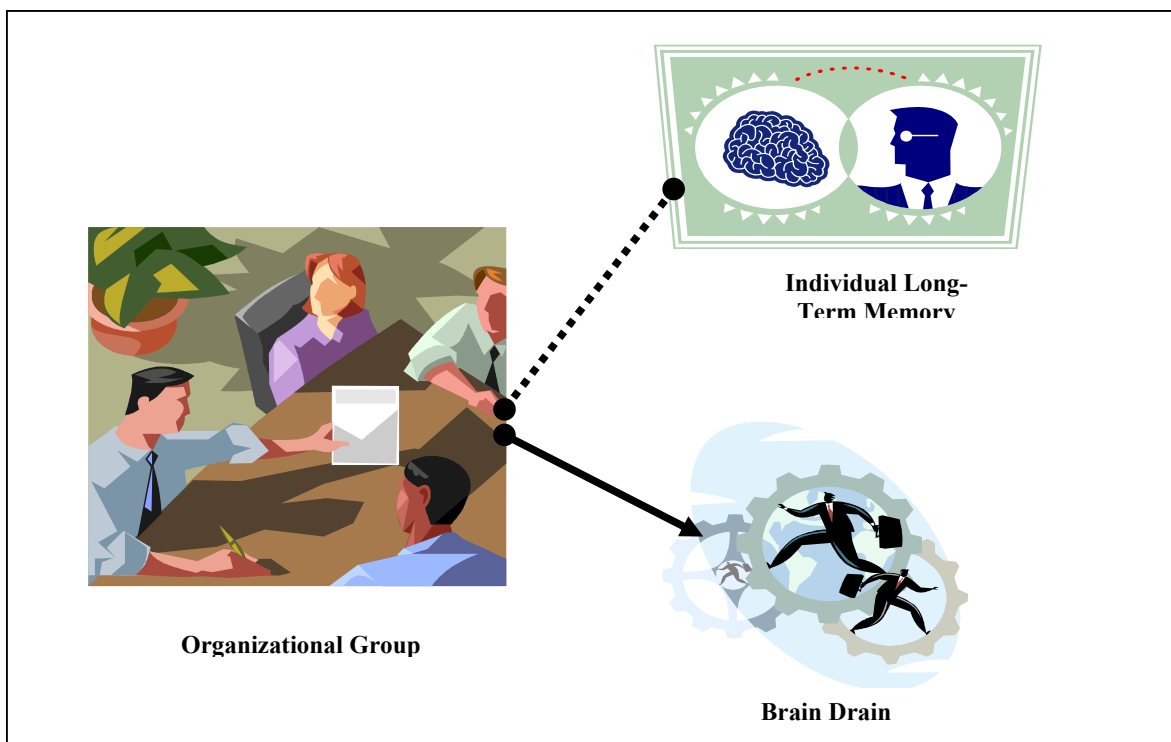 Individual Long-
Term Memory
Organizational Group
Brain Drain